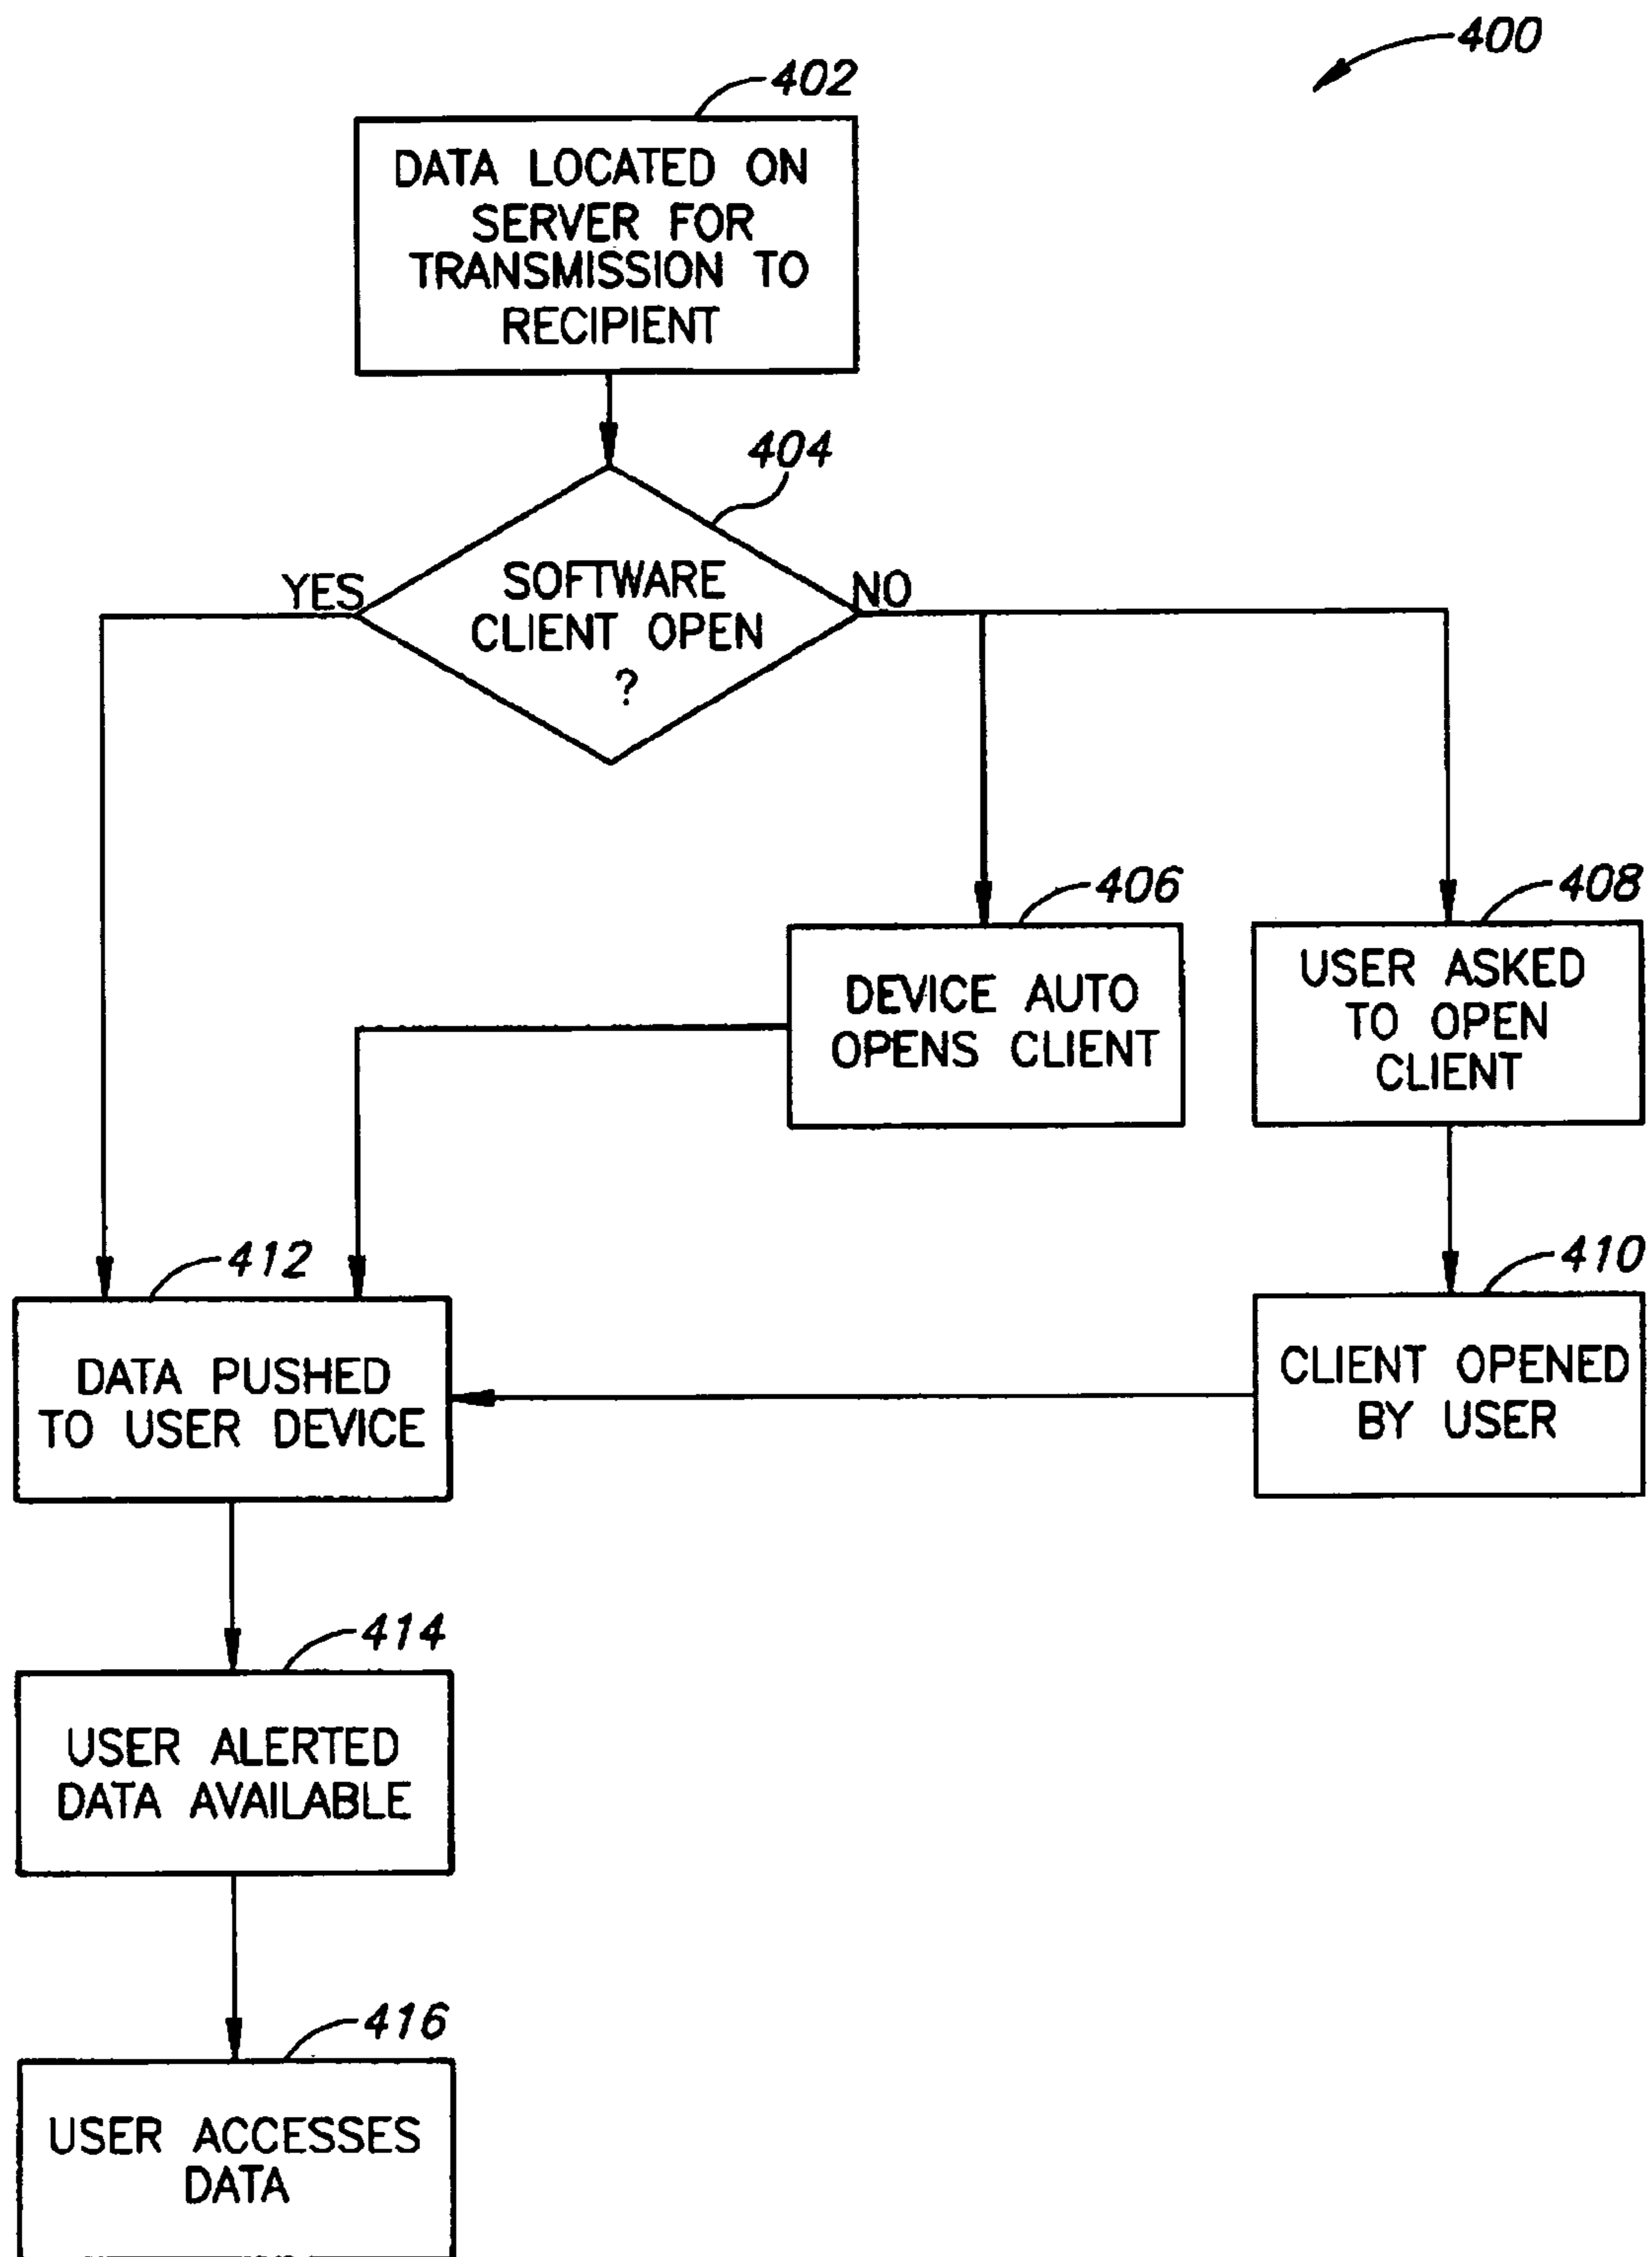 400
402
DATA LOCATED ON
SERVER FOR
TRANSMISSION TO
RECIPIENT
404
YES
SOFTWARE
CLIENT OPEN
?
NO
406
DEVICE AUTO
OPENS CLIENT
408
USER ASKED
TO OPEN
CLIENT
412
DATA PUSHED
TO USER DEVICE
410
CLIENT OPENED
BY USER
414
USER ALERTED
DATA AVAILABLE
416
USER ACCESSES
DATA